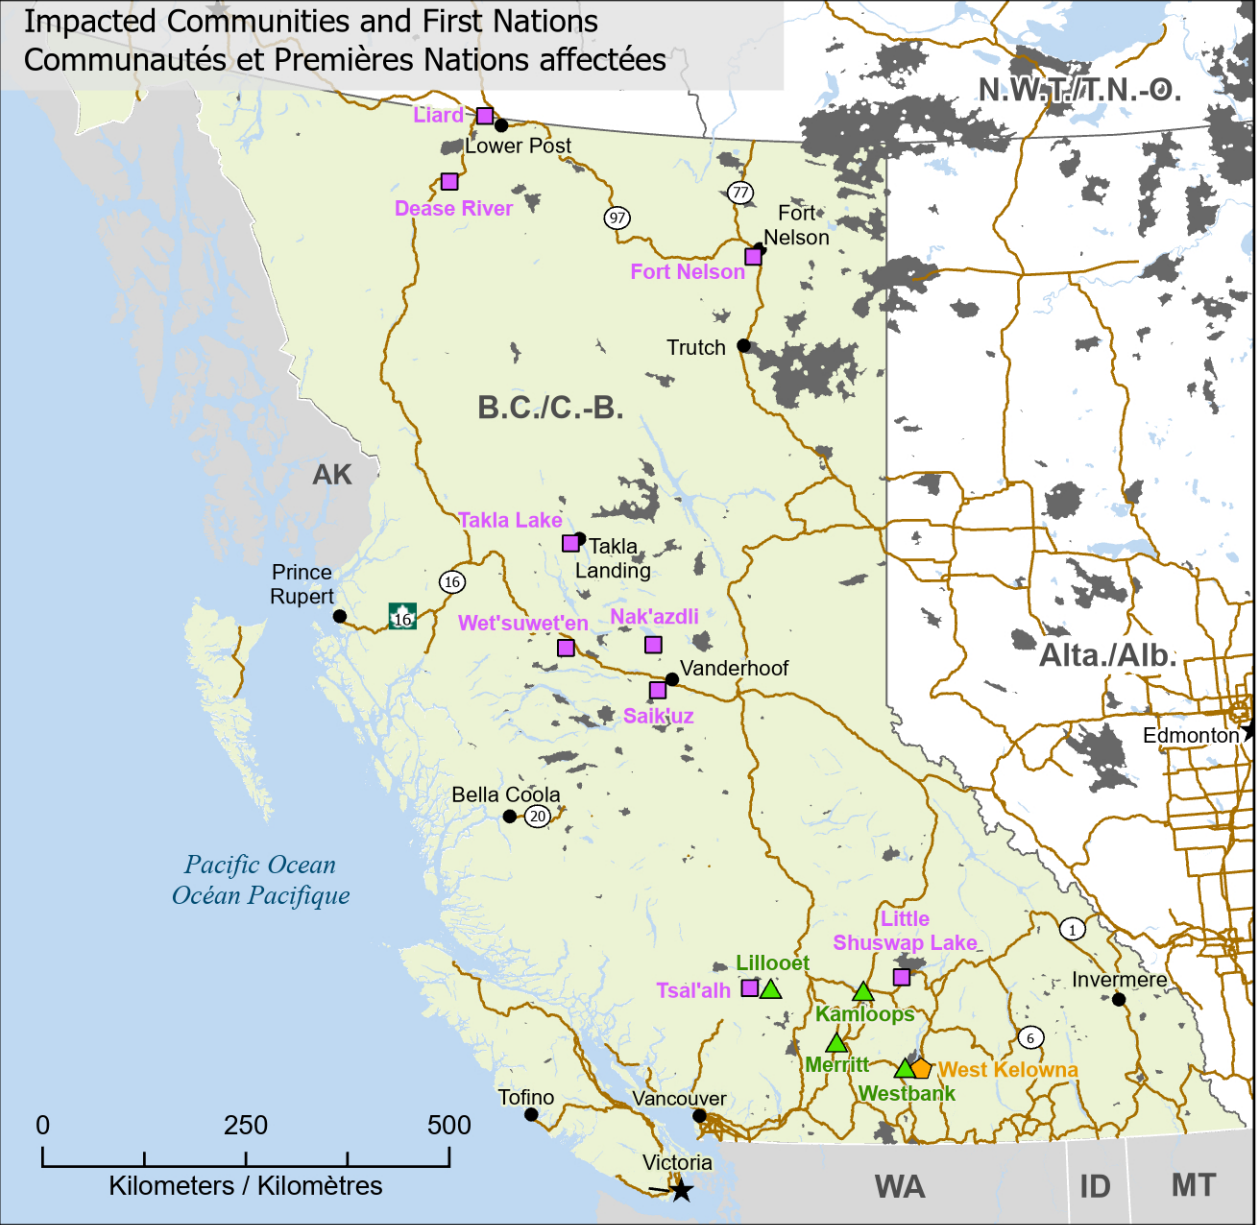 Impacted Communities and First Nations
Communautés et Premières Nations affectées
N.W.T./T.N.-O.
Liard
Lower Post
Dease River
77
97
Fort
Nelson
Fort Nelson
Trutch
B.C./C.-B.
AK
Takla Lake
Takla
Landing
Prince
Rupert
16
16
Wet'suwet'en
Nak'azdli
Vanderhoof
Saik'uz
Alta./Alb.
Edmonton
Bella Coola
20
Pacific Ocean
Océan Pacifique
Little
Shuswap Lake
1
Lillooet
Tsal'alh
Kamloops
Invermere
6
Merritt
West Kelowna
Westbank
Tofino
Vancouver
Victoria
0 250 500
Kilometers / Kilomètres
WA
ID
MT